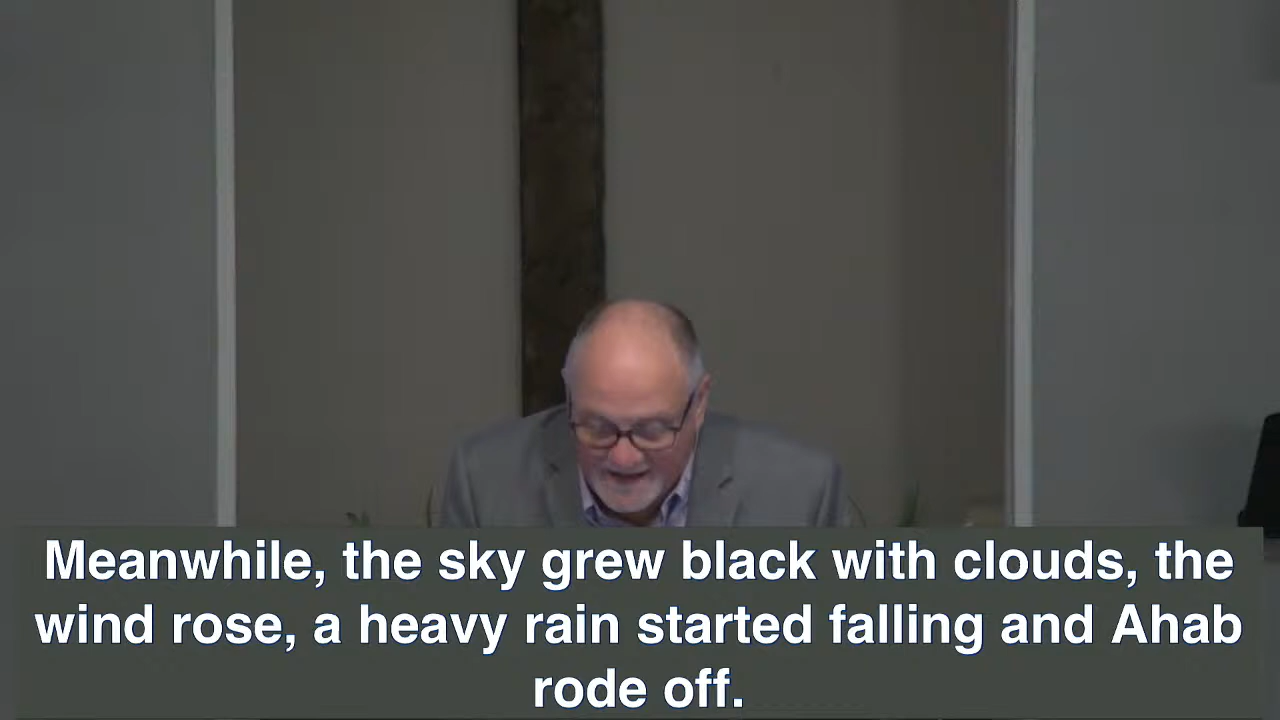 Meanwhile, the sky grew black with clouds, the
wind rose, a heavy rain started falling and Ahab
rode off.